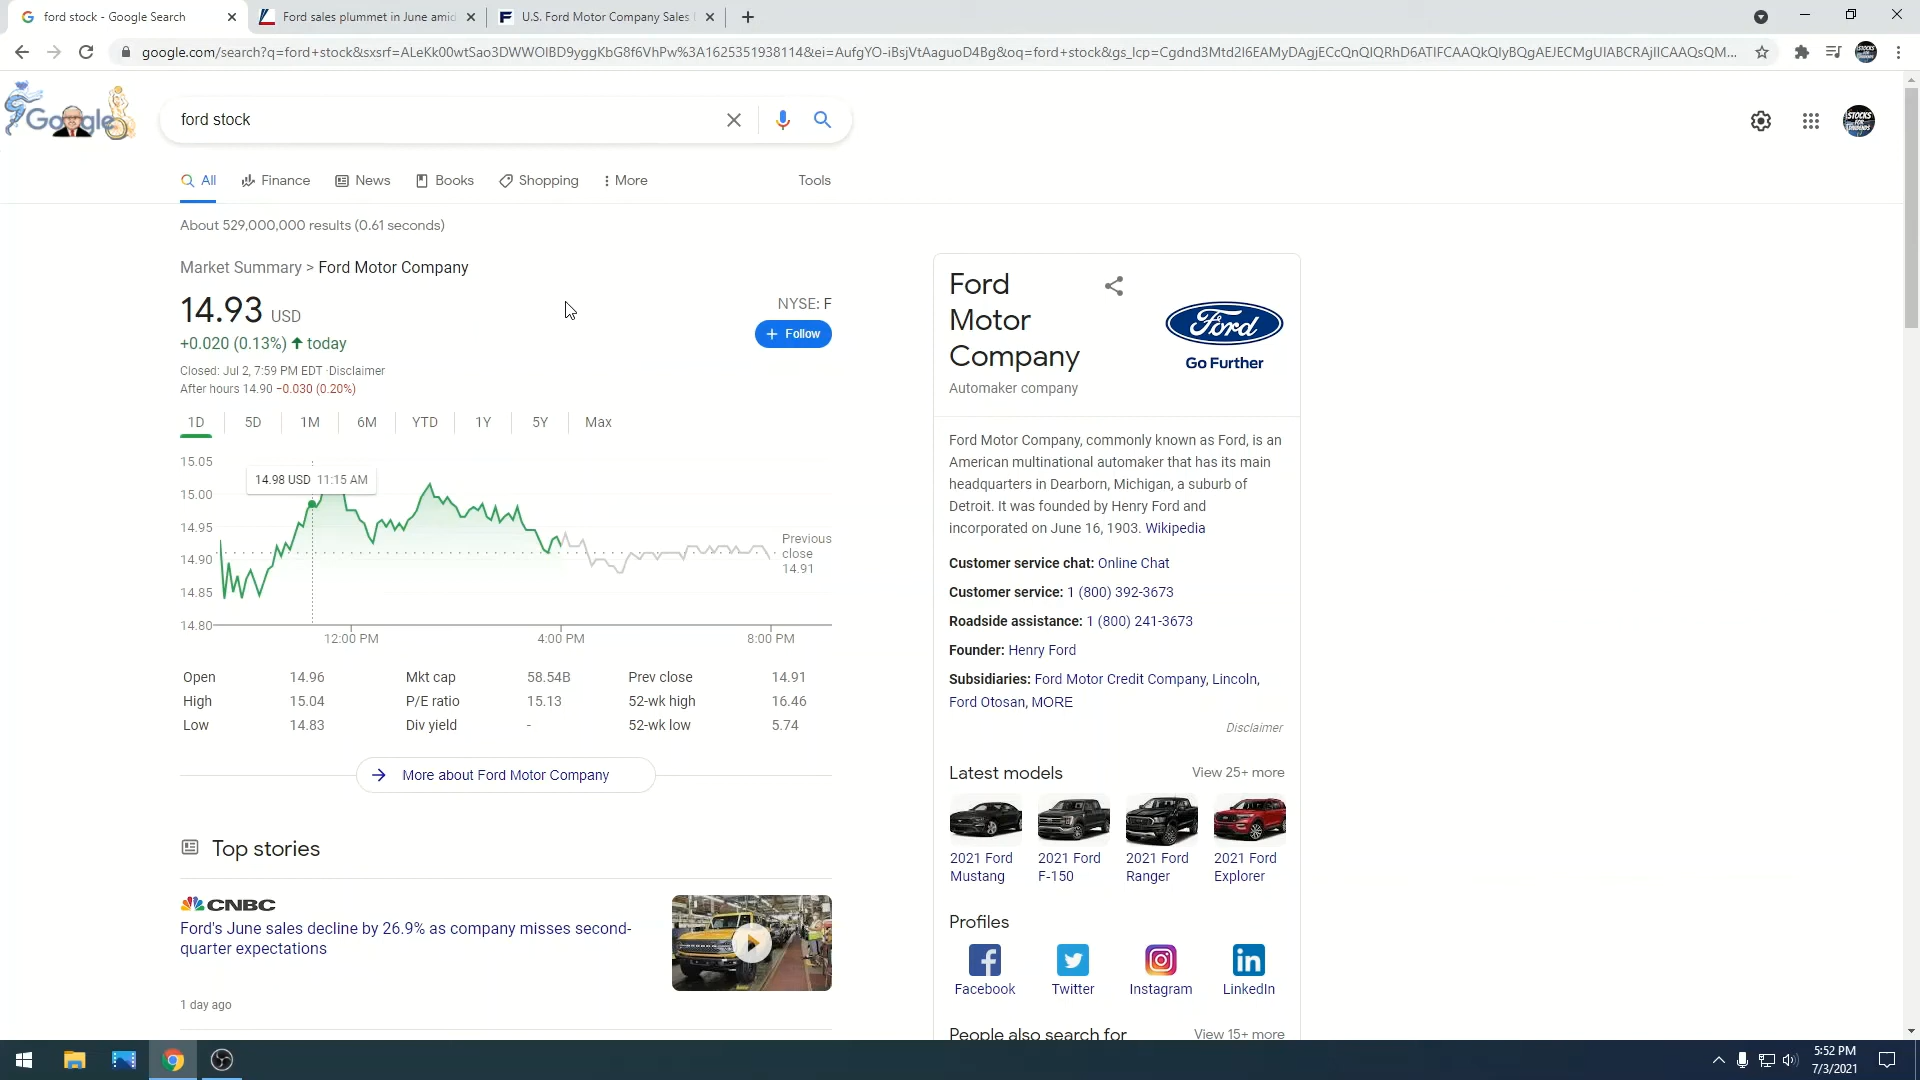 ford stock - Google Search
Ford sales plummet in June amid
U.S. Ford Motor Company Sales
google.com/search?q=ford+stock&sxsrf=ALeKk00wtSao3DWWOlBD9yggKbG8f6VhPw%3A1625351938114&ei=AufgYO-iBsjVtAaguoD4Bg&oq=ford+stock&gs_lcp=Cgdnd3Mtd2l6EAMyDAgjECcQnQIQRhD6ATIFCAAQkQIyBQgAEJECMgUIABCRAjIICAAQsQM...
Google
ford stock
STOCKS
FOR
DIVIDENDS
All
Finance
News
Books
Shopping
More
Tools
About 529,000,000 results (0.61 seconds)
Market Summary > Ford Motor Company
14.93 USD
NYSE: F
+0.020 (0.13%) today
+ Follow
Closed: Jul 2, 7:59 PM EDT ·Disclaimer
After hours 14.90 −0.030 (0.20%)
1D 5D 1M 6M YTD 1Y 5Y Max
15.05
14.98 USD 11:15 AM
15.00
14.95
14.90
14.85
14.80
Previous
close
14.91
12:00 PM 4:00 PM 8:00 PM
Open 14.96 Mkt cap 58.54B Prev close 14.91
High 15.04 P/E ratio 15.13 52-wk high 16.46
Low 14.83 Div yield - 52-wk low 5.74
More about Ford Motor Company
Top stories
CNBC
Ford's June sales decline by 26.9% as company misses second-
quarter expectations
1 day ago
Ford
Motor
Company
Automaker company
Ford
Go Further
Ford Motor Company, commonly known as Ford, is an
American multinational automaker that has its main
headquarters in Dearborn, Michigan, a suburb of
Detroit. It was founded by Henry Ford and
incorporated on June 16, 1903. Wikipedia
Customer service chat: Online Chat
Customer service: 1 (800) 392-3673
Roadside assistance: 1 (800) 241-3673
Founder: Henry Ford
Subsidiaries: Ford Motor Credit Company, Lincoln,
Ford Otosan, MORE
Disclaimer
Latest models
View 25+ more
2021 Ford
Mustang
2021 Ford
F-150
2021 Ford
Ranger
2021 Ford
Explorer
Profiles
Facebook
Twitter
Instagram
LinkedIn
People also search for
View 15+ more
5:52 PM
7/3/2021